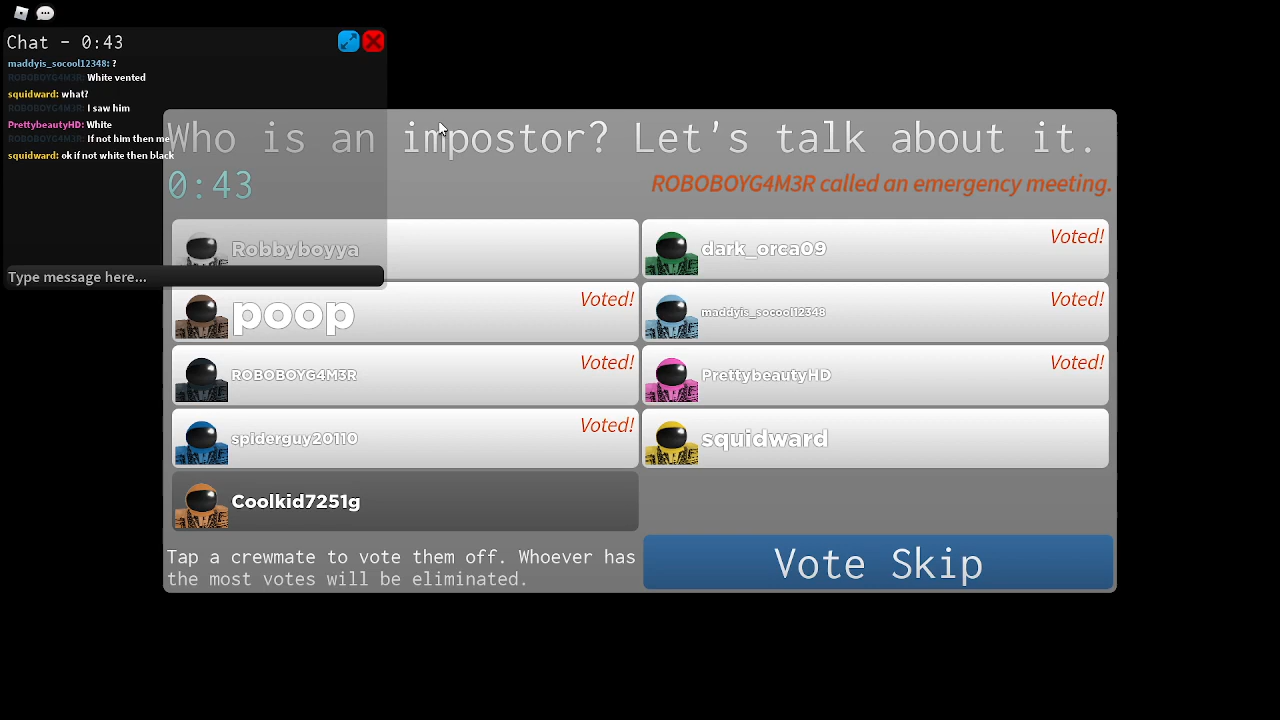 Chat - 0:43
maddyis_socool12348: ?
ROBOBOYG4M3R: White vented
squidward: what?
ROBOBOYG4M3R: I saw him
PrettybeautyHD: White
ROBOBOYG4M3R: If not him then me
squidward: ok if not white then black
Type message here...
Who is an impostor? Let's talk about it.
0:43
ROBOBOYG4M3R called an emergency meeting.
Robbyboyya
dark_orca09 Voted!
poop Voted!
maddyis_socool12348 Voted!
ROBOBOYG4M3R Voted!
PrettybeautyHD Voted!
spiderguy20110 Voted!
squidward
Coolkid7251g
Tap a crewmate to vote them off. Whoever has
the most votes will be eliminated.
Vote Skip